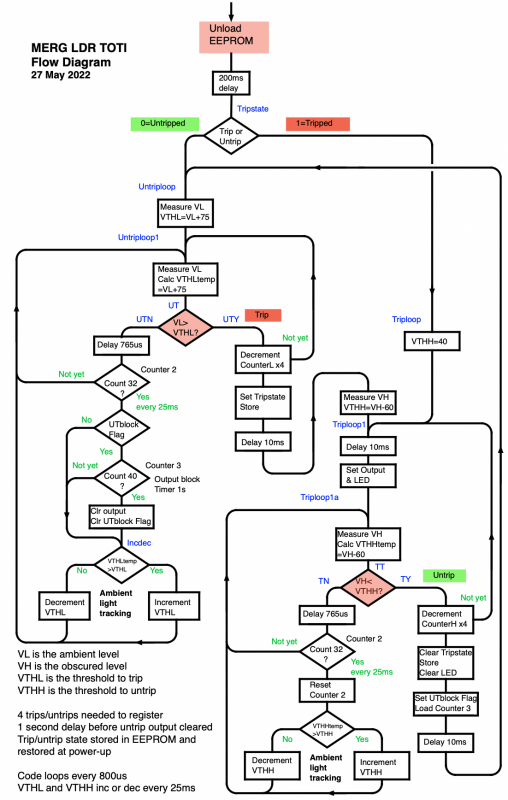 MERG LDR TOTI
Flow Diagram
27 May 2022
Unload
EEPROM
200ms
delay
Tripstate
0=Untripped
1=Tripped
Trip or
Untrip
Untriploop
Measure VL
VTHL=VL+75
Untriploop1
Measure VL
Calc VTHLtemp
=VL+75
UT
UTN
VL>
VTHL?
UTY
Trip
Not yet
Delay 765us
Decrement
CounterL x4
Set Tripstate
Store
Delay 10ms
Counter 2
Not yet
Count 32
?
Yes
every 25ms
No
UTblock
Flag
Yes
Not yet
Counter 3
Count 40
?
Output block
Timer 1s
Yes
Clr output
Clr UTblock Flag
Incdec
VTHLtemp
>VTHL
No
Yes
Ambient
light
tracking
Decrement
VTHL
Increment
VTHL
Triploop
VTHH=40
Measure VH
VTHH=VH-60
Triploop1
Delay 10ms
Set Output
& LED
Triploop1a
Measure VH
Calc VTHHtemp
=VH-60
TT
TN
VH<
VTHH?
TY
Untrip
Not yet
Delay 765us
Decrement
CounterH x4
Clear Tripstate
Store
Clear LED
Set UTblock Flag
Load Counter 3
Delay 10ms
Counter 2
Not yet
Count 32
?
Yes
every 25ms
Reset
Counter 2
VTHHtemp
>VTHH
No
Yes
Ambient
light
tracking
Decrement
VTHH
Increment
VTHH
VL is the ambient level
VH is the obscured level
VTHL is the threshold to trip
VTHH is the threshold to untrip
4 trips/untrips needed to register
1 second delay before untrip output cleared
Trip/untrip state stored in EEPROM and
restored at power-up
Code loops every 800us
VTHL and VTHH inc or dec every 25ms